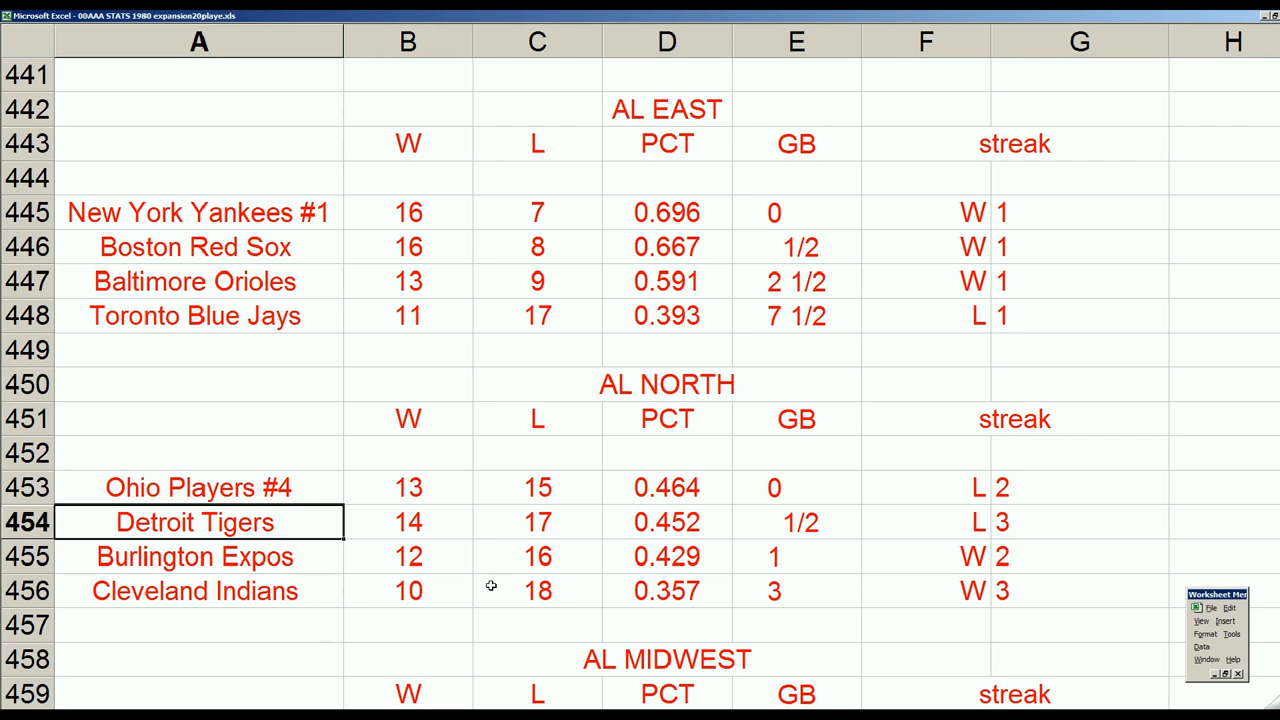 Microsoft Excel - 00AAA STATS 1980 expansion20playe.xls
A B C D E F G H
441
442 AL EAST
443 W L PCT GB streak
444
445 New York Yankees #1 16 7 0.696 0 W 1
446 Boston Red Sox 16 8 0.667 1/2 W 1
447 Baltimore Orioles 13 9 0.591 2 1/2 W 1
448 Toronto Blue Jays 11 17 0.393 7 1/2 L 1
449
450 AL NORTH
451 W L PCT GB streak
452
453 Ohio Players #4 13 15 0.464 0 L 2
454 Detroit Tigers 14 17 0.452 1/2 L 3
455 Burlington Expos 12 16 0.429 1 W 2
456 Cleveland Indians 10 18 0.357 3 W 3
457
458 AL MIDWEST
459 W L PCT GB streak
Worksheet Mer
File Edit
View Insert
Format Tools
Data
Window Help